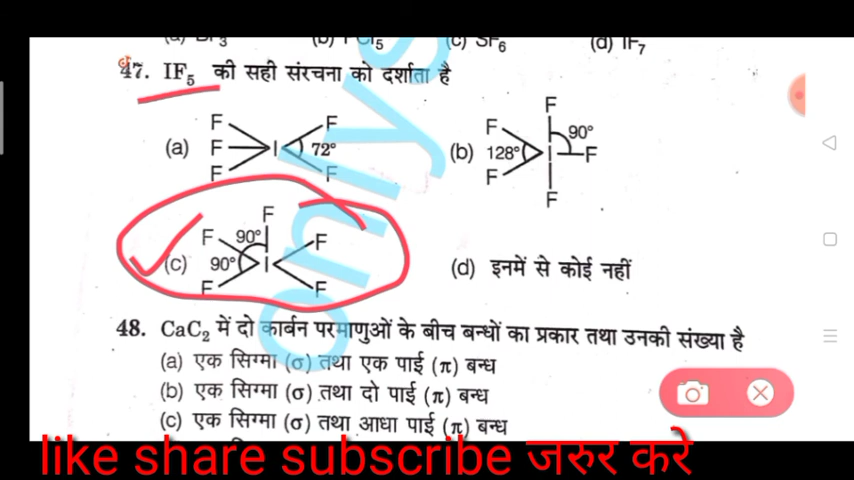 (b) PCl5 (c) SF6 (d) IF7
47. IF5 की सही संरचना को दर्शाता है
(a) F F F I F F 72°
(b) F F F F F I 128° 90°
(c) F F F F F I 90° 90°
(d) इनमें से कोई नहीं
48. CaC2 में दो कार्बन परमाणुओं के बीच बन्धों का प्रकार तथा उनकी संख्या है
(a) एक सिग्मा (σ) तथा एक पाई (π) बन्ध
(b) एक सिग्मा (σ) तथा दो पाई (π) बन्ध
(c) एक सिग्मा (σ) तथा आधा पाई (π) बन्ध
like share subscribe जरुर करे
onlys